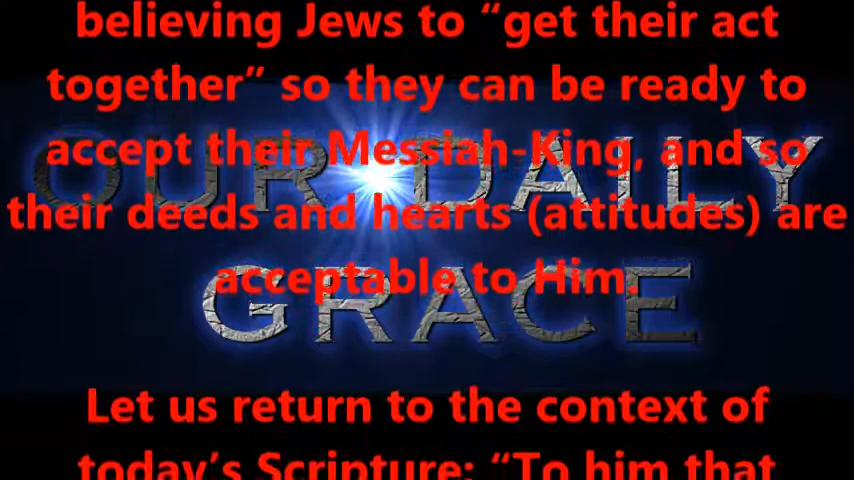 believing Jews to “get their act
together” so they can be ready to
accept their Messiah-King, and so
their deeds and hearts (attitudes) are
acceptable to Him.
Let us return to the context of
today’s Scripture: “To him that
OUR DAILY
GRACE